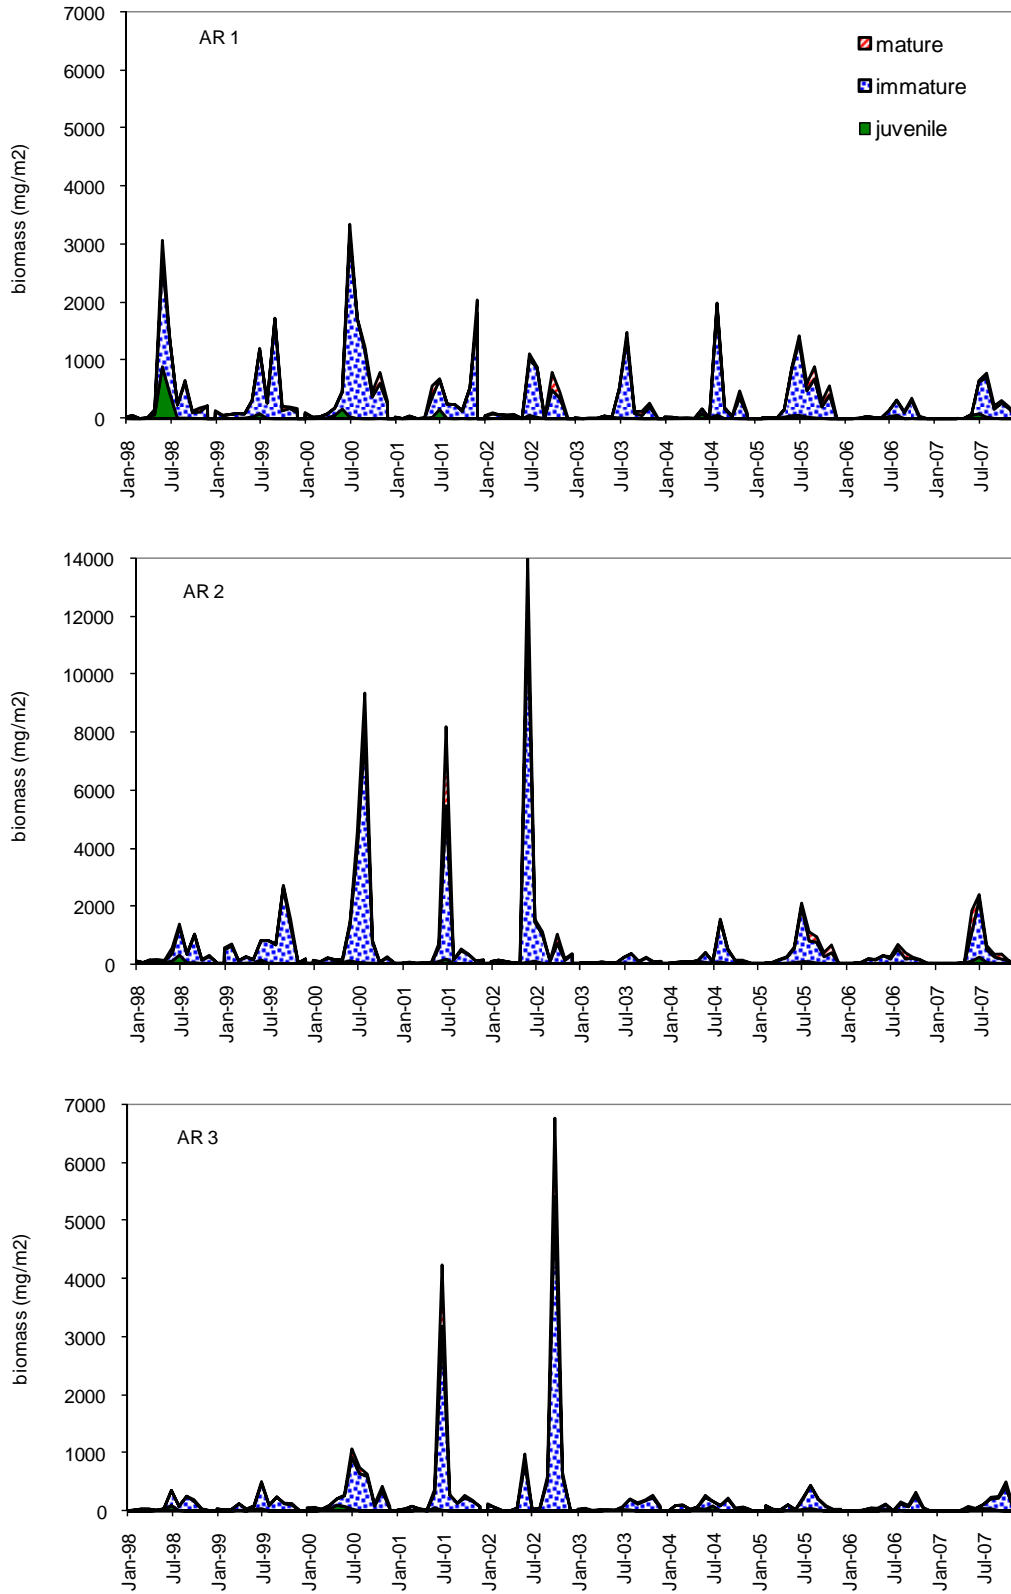 7000
6000
5000
4000
3000
2000
1000
0
biomass (mg/m2)
AR 1
mature
immature
juvenile
Jan-98 Jul-98 Jan-99 Jul-99 Jan-00 Jul-00 Jan-01 Jul-01 Jan-02 Jul-02 Jan-03 Jul-03 Jan-04 Jul-04 Jan-05 Jul-05 Jan-06 Jul-06 Jan-07 Jul-07
14000
12000
10000
8000
6000
4000
2000
0
biomass (mg/m2)
AR 2
Jan-98 Jul-98 Jan-99 Jul-99 Jan-00 Jul-00 Jan-01 Jul-01 Jan-02 Jul-02 Jan-03 Jul-03 Jan-04 Jul-04 Jan-05 Jul-05 Jan-06 Jul-06 Jan-07 Jul-07
7000
6000
5000
4000
3000
2000
1000
0
biomass (mg/m2)
AR 3
Jan-98 Jul-98 Jan-99 Jul-99 Jan-00 Jul-00 Jan-01 Jul-01 Jan-02 Jul-02 Jan-03 Jul-03 Jan-04 Jul-04 Jan-05 Jul-05 Jan-06 Jul-06 Jan-07 Jul-07